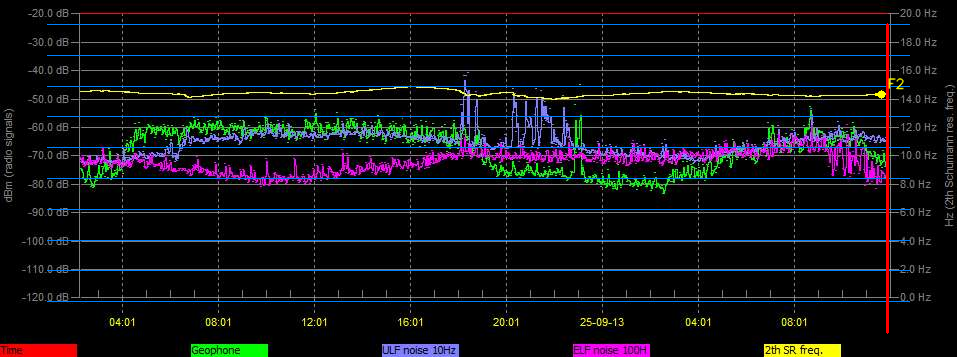 -20.0 dB 20.0 Hz
-30.0 dB 18.0 Hz
-40.0 dB 16.0 Hz
F2
-50.0 dB 14.0 Hz
-60.0 dB 12.0 Hz
-70.0 dB 10.0 Hz
-80.0 dB 8.0 Hz
-90.0 dB 6.0 Hz
-100.0 dB 4.0 Hz
-110.0 dB 2.0 Hz
-120.0 dB 0.0 Hz
dBm (radio signals)
Hz (2th Schumann res. freq.)
04:01 08:01 12:01 16:01 20:01 25-09-13 04:01 08:01
Time Geophone ULF noise 10Hz ELF noise 100H 2th SR freq.